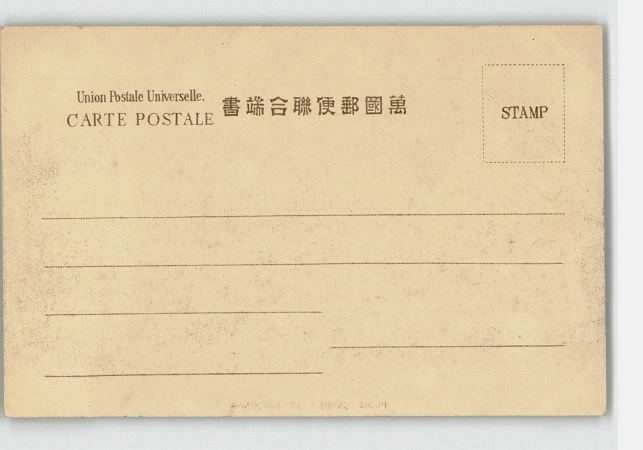 Union Postale Universelle.
CARTE POSTALE
書端合聯便郵國萬
STAMP